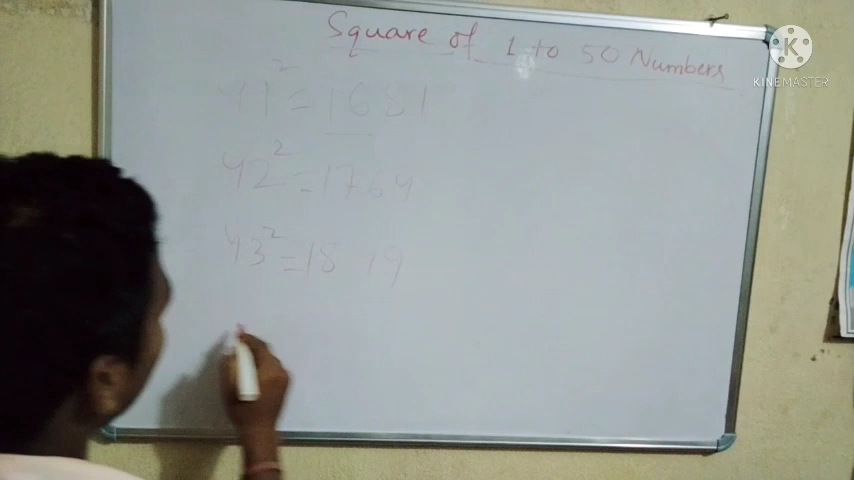 Square of 1 to 50 Numbers
KINEMASTER
41² = 1681
42² = 1764
43² = 1849